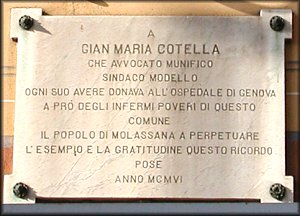 A
GIAN MARIA COTELLA
CHE AVVOCATO MUNIFICO
SINDACO MODELLO
OGNI SUO AVERE DONAVA ALL'OSPEDALE DI GENOVA
A PRÓ DEGLI INFERMI POVERI DI QUESTO
COMUNE
IL POPOLO DI MOLASSANA A PERPETUARE
L'ESEMPIO E LA GRATITUDINE QUESTO RICORDO
POSE
ANNO MCMVI